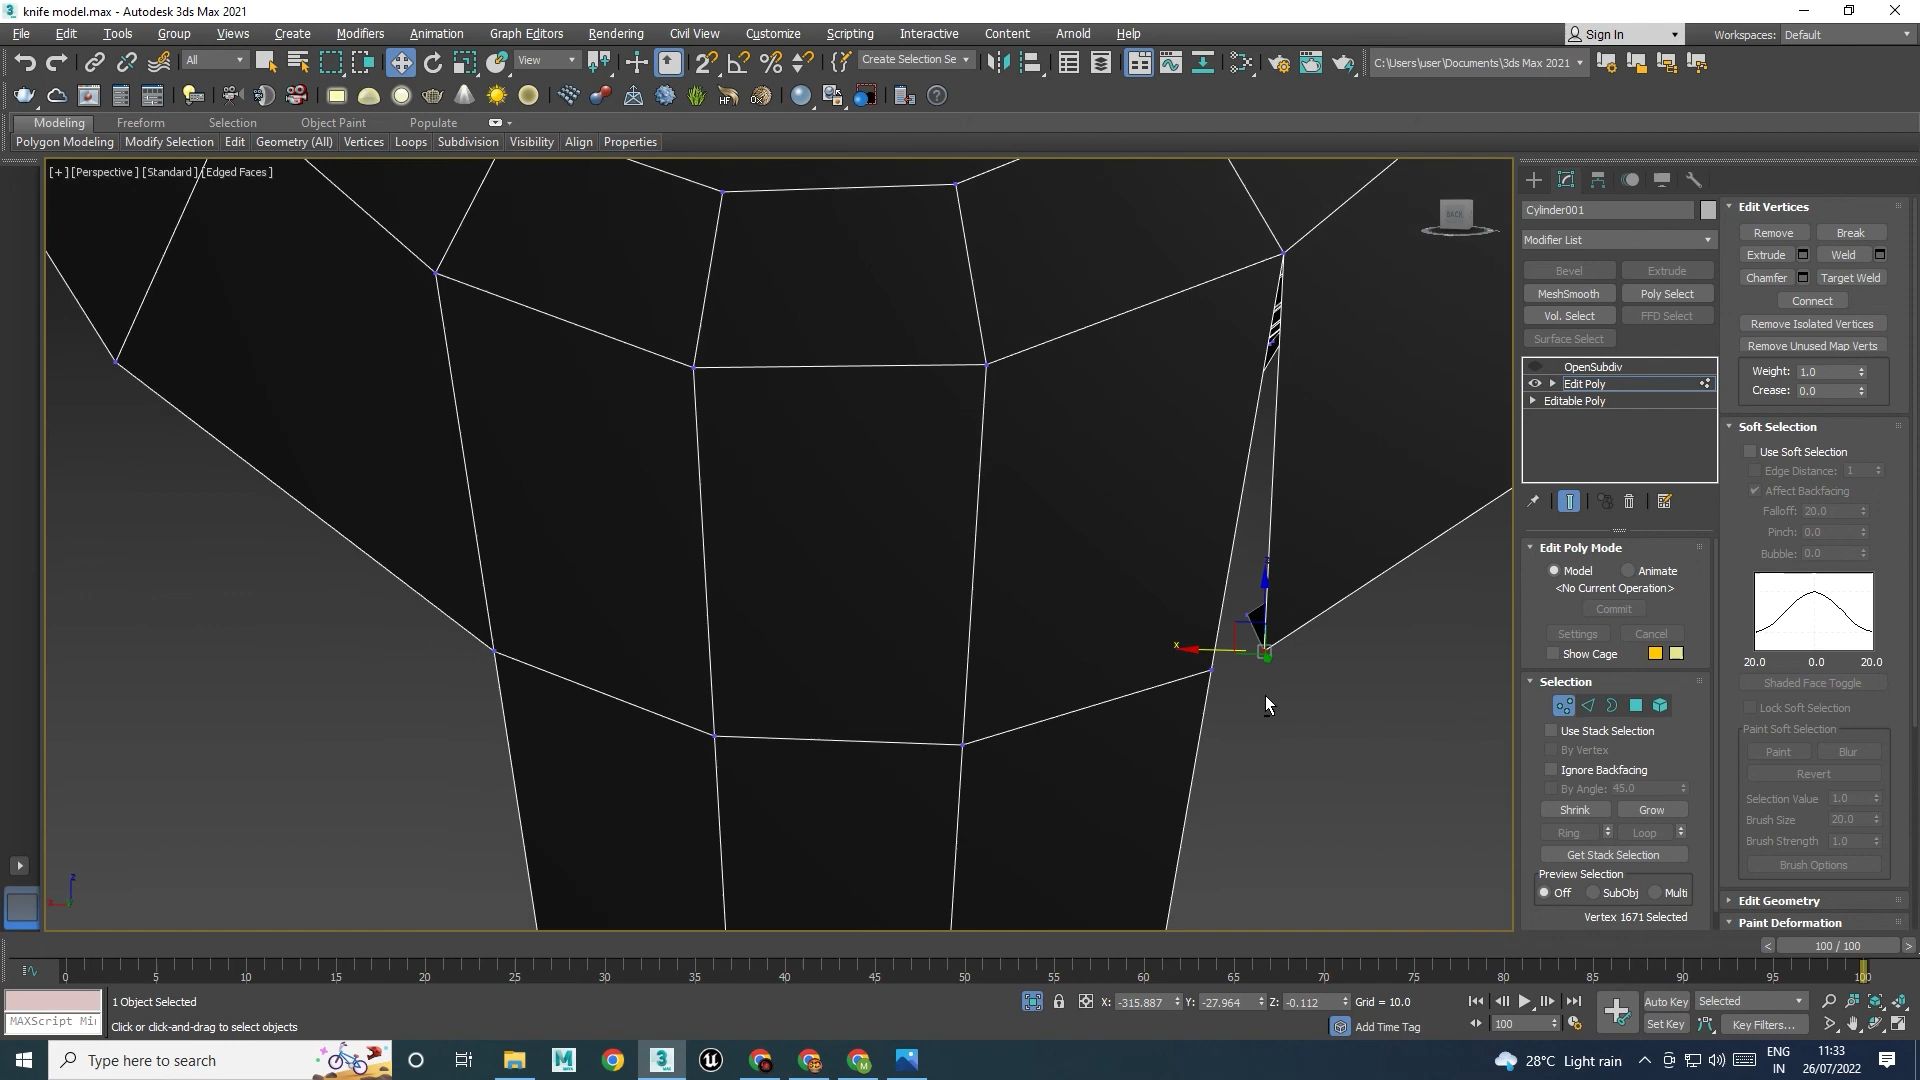 knife model.max - Autodesk 3ds Max 2021
File Edit Tools Group Views Create Modifiers Animation Graph Editors Rendering Civil View Customize Scripting Interactive Content Arnold Help
Sign In
Workspaces: Default
All
View
Create Selection Se
C:\Users\user\Documents\3ds Max 2021
Modeling Freeform Selection Object Paint Populate
Polygon Modeling Modify Selection Edit Geometry (All) Vertices Loops Subdivision Visibility Align Properties
[+] [Perspective] [Standard] [Edged Faces]
BACK
Cylinder001
Modifier List
Bevel Extrude
MeshSmooth Poly Select
Vol. Select FFD Select
Surface Select
OpenSubdiv
Edit Poly
Editable Poly
Edit Poly Mode
Model Animate
<No Current Operation>
Commit
Settings Cancel
Show Cage
Selection
Use Stack Selection
By Vertex
Ignore Backfacing
By Angle: 45.0
Shrink Grow
Ring Loop
Get Stack Selection
Preview Selection
Off SubObj Multi
Vertex 1671 Selected
Edit Vertices
Remove Break
Extrude Weld
Chamfer Target Weld
Connect
Remove Isolated Vertices
Remove Unused Map Verts
Weight: 1.0
Crease: 0.0
Soft Selection
Use Soft Selection
Edge Distance: 1
Affect Backfacing
Falloff: 20.0
Pinch: 0.0
Bubble: 0.0
20.0 0.0 20.0
Shaded Face Toggle
Lock Soft Selection
Paint Soft Selection
Paint Blur
Revert
Selection Value 1.0
Brush Size 20.0
Brush Strength 1.0
Brush Options
Edit Geometry
Paint Deformation
x
z
x
z
< 100 / 100 >
0 5 10 15 20 25 30 35 40 45 50 55 60 65 70 75 80 85 90 95 100
1 Object Selected
MAXScript Mi
Click or click-and-drag to select objects
X: -315.887 Y: -27.964 Z: -0.112 Grid = 10.0
Add Time Tag
100
Auto Key Selected
Set Key Key Filters...
Type here to search
28°C Light rain
ENG
IN
11:33
26/07/2022